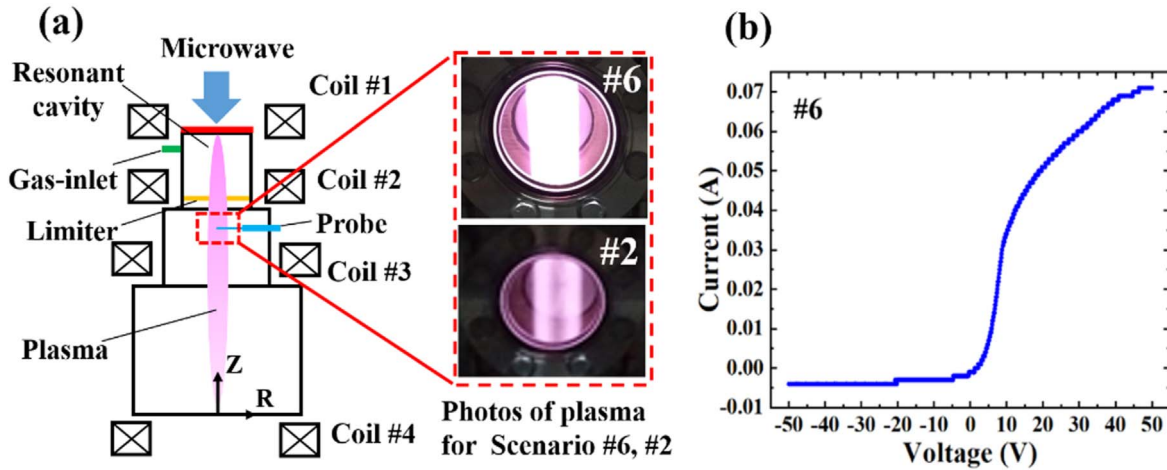 (a)
Microwave
Resonant
cavity
Coil #1
Gas-inlet
Coil #2
Limiter
Probe
Coil #3
Plasma
Z
R
Coil #4
#6
#2
Photos of plasma
for Scenario #6, #2
(b)
#6
Current (A)
0.07
0.06
0.05
0.04
0.03
0.02
0.01
0.00
-0.01
-50 -40 -30 -20 -10 0 10 20 30 40 50
Voltage (V)